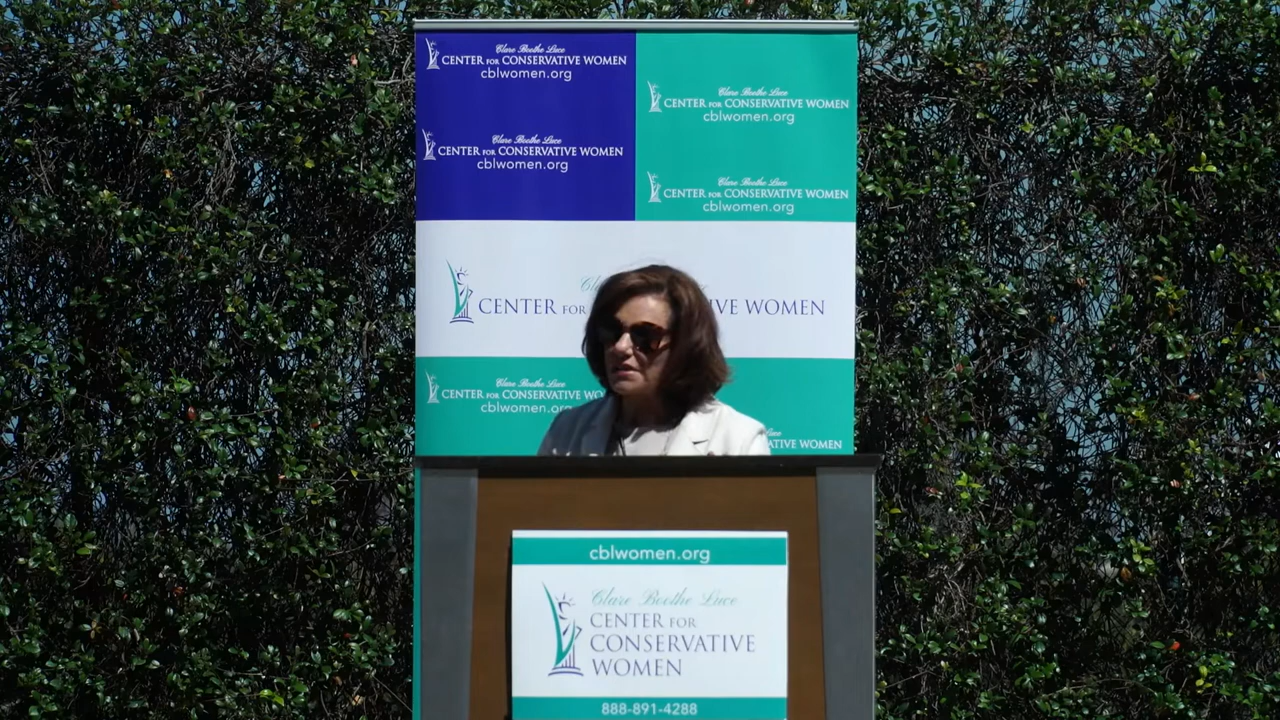 Clare Boothe Luce
CENTER FOR CONSERVATIVE WOMEN
cblwomen.org
Clare Boothe Luce
CENTER FOR CONSERVATIVE WOMEN
cblwomen.org
Clare Boothe Luce
CENTER FOR CONSERVATIVE WOMEN
cblwomen.org
Clare Boothe Luce
CENTER FOR CONSERVATIVE WOMEN
cblwomen.org
CENTER FOR WOMEN
Clare Boothe Luce
CENTER FOR CONSERVATIVE
cblwomen.org
WOMEN
cblwomen.org
Clare Boothe Luce
CENTER FOR
CONSERVATIVE
WOMEN
888-891-4288